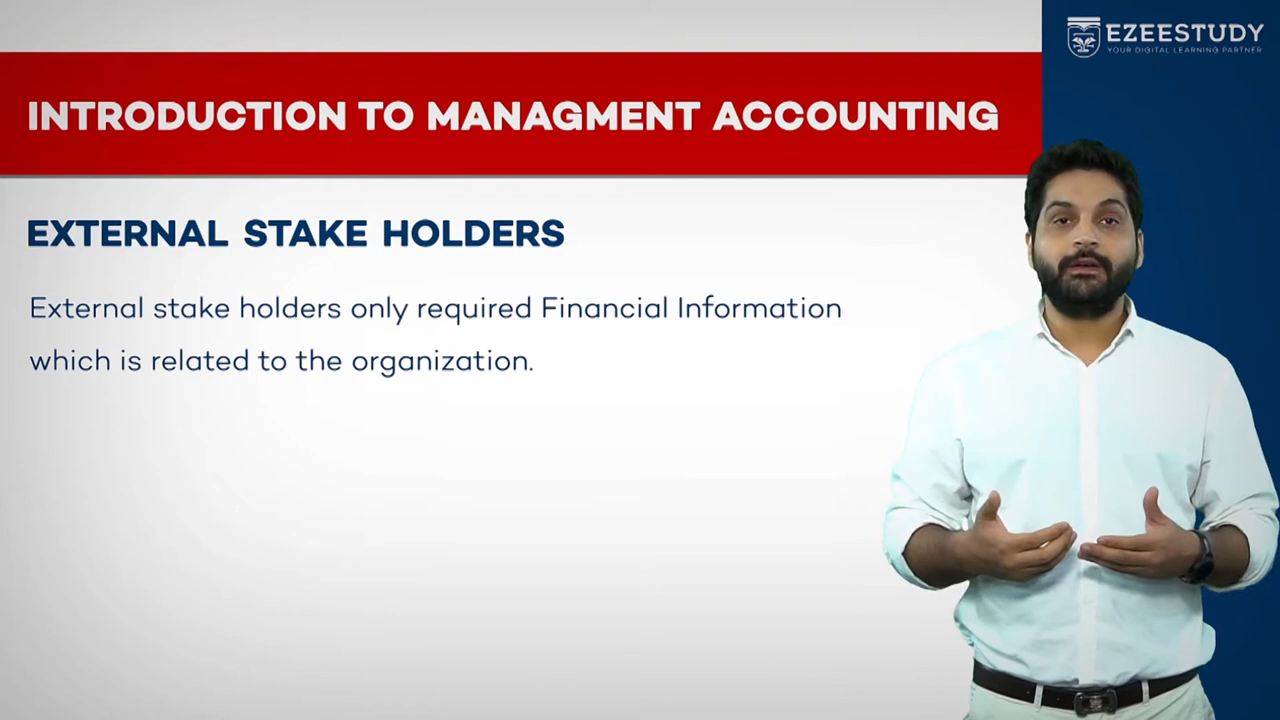 EZEESTUDY
YOUR DIGITAL LEARNING PARTNER
INTRODUCTION TO MANAGMENT ACCOUNTING
EXTERNAL STAKE HOLDERS
External stake holders only required Financial Information
which is related to the organization.